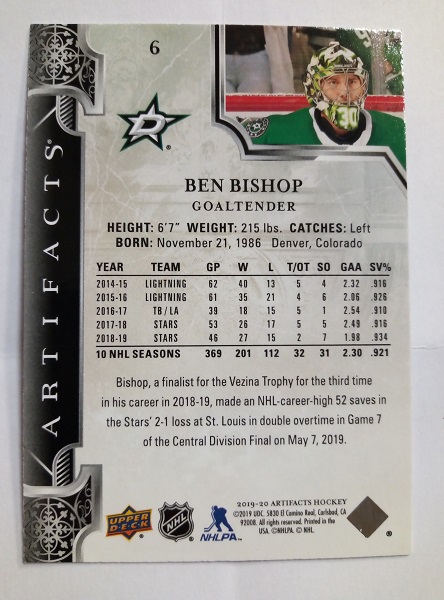 6
D
30
BEN BISHOP
GOALTENDER
HEIGHT: 6'7" WEIGHT: 215 lbs. CATCHES: Left
BORN: November 21, 1986 Denver, Colorado
YEAR TEAM GP W L T/OT SO GAA SV%
2014-15 LIGHTNING 62 40 13 5 4 2.32 .916
2015-16 LIGHTNING 61 35 21 4 6 2.06 .926
2016-17 TB/LA 39 18 15 5 1 2.54 .910
2017-18 STARS 53 26 17 5 5 2.49 .916
2018-19 STARS 46 27 15 2 7 1.98 .934
10 NHL SEASONS 369 201 112 32 31 2.30 .921
Bishop, a finalist for the Vezina Trophy for the third time
in his career in 2018-19, made an NHL-career-high 52 saves in
the Stars' 2-1 loss at St. Louis in double overtime in Game 7
of the Central Division Final on May 7, 2019.
ARTIFACTS
UPPER
DECK
NHL
NHLPA
2019-20 ARTIFACTS HOCKEY
©2019 UDC. 5830 El Camino Real, Carlsbad, CA
92008. All rights reserved. Printed in the
USA. ©NHLPA. © NHL.